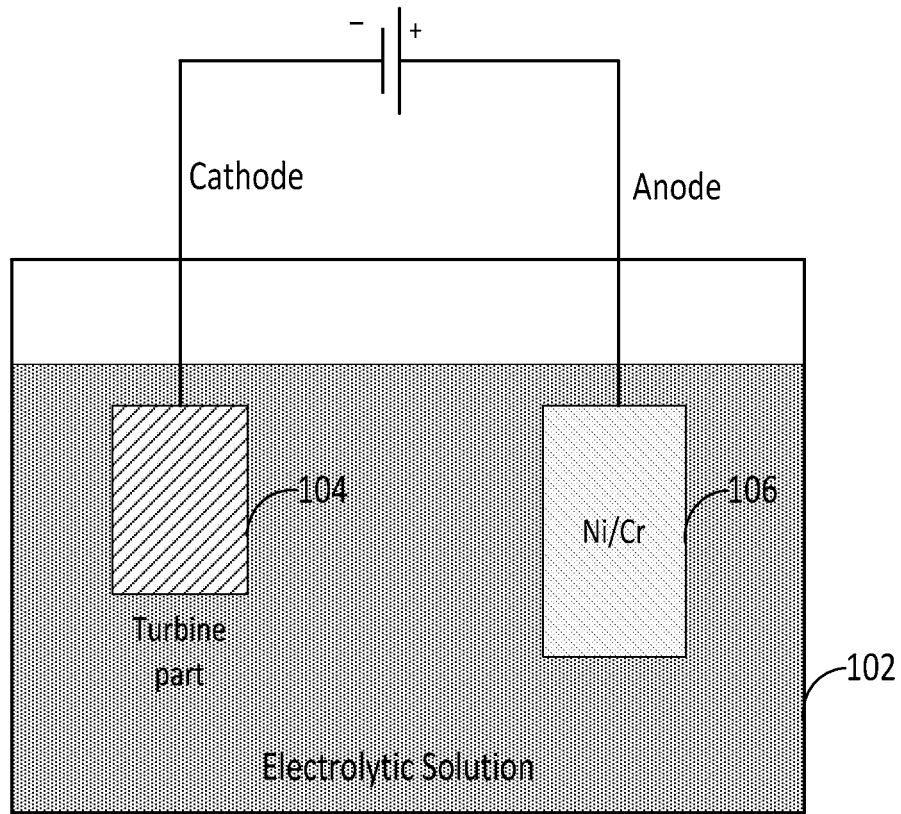 − +
Cathode
Anode
104
106
Ni/Cr
Turbine
part
102
Electrolytic Solution